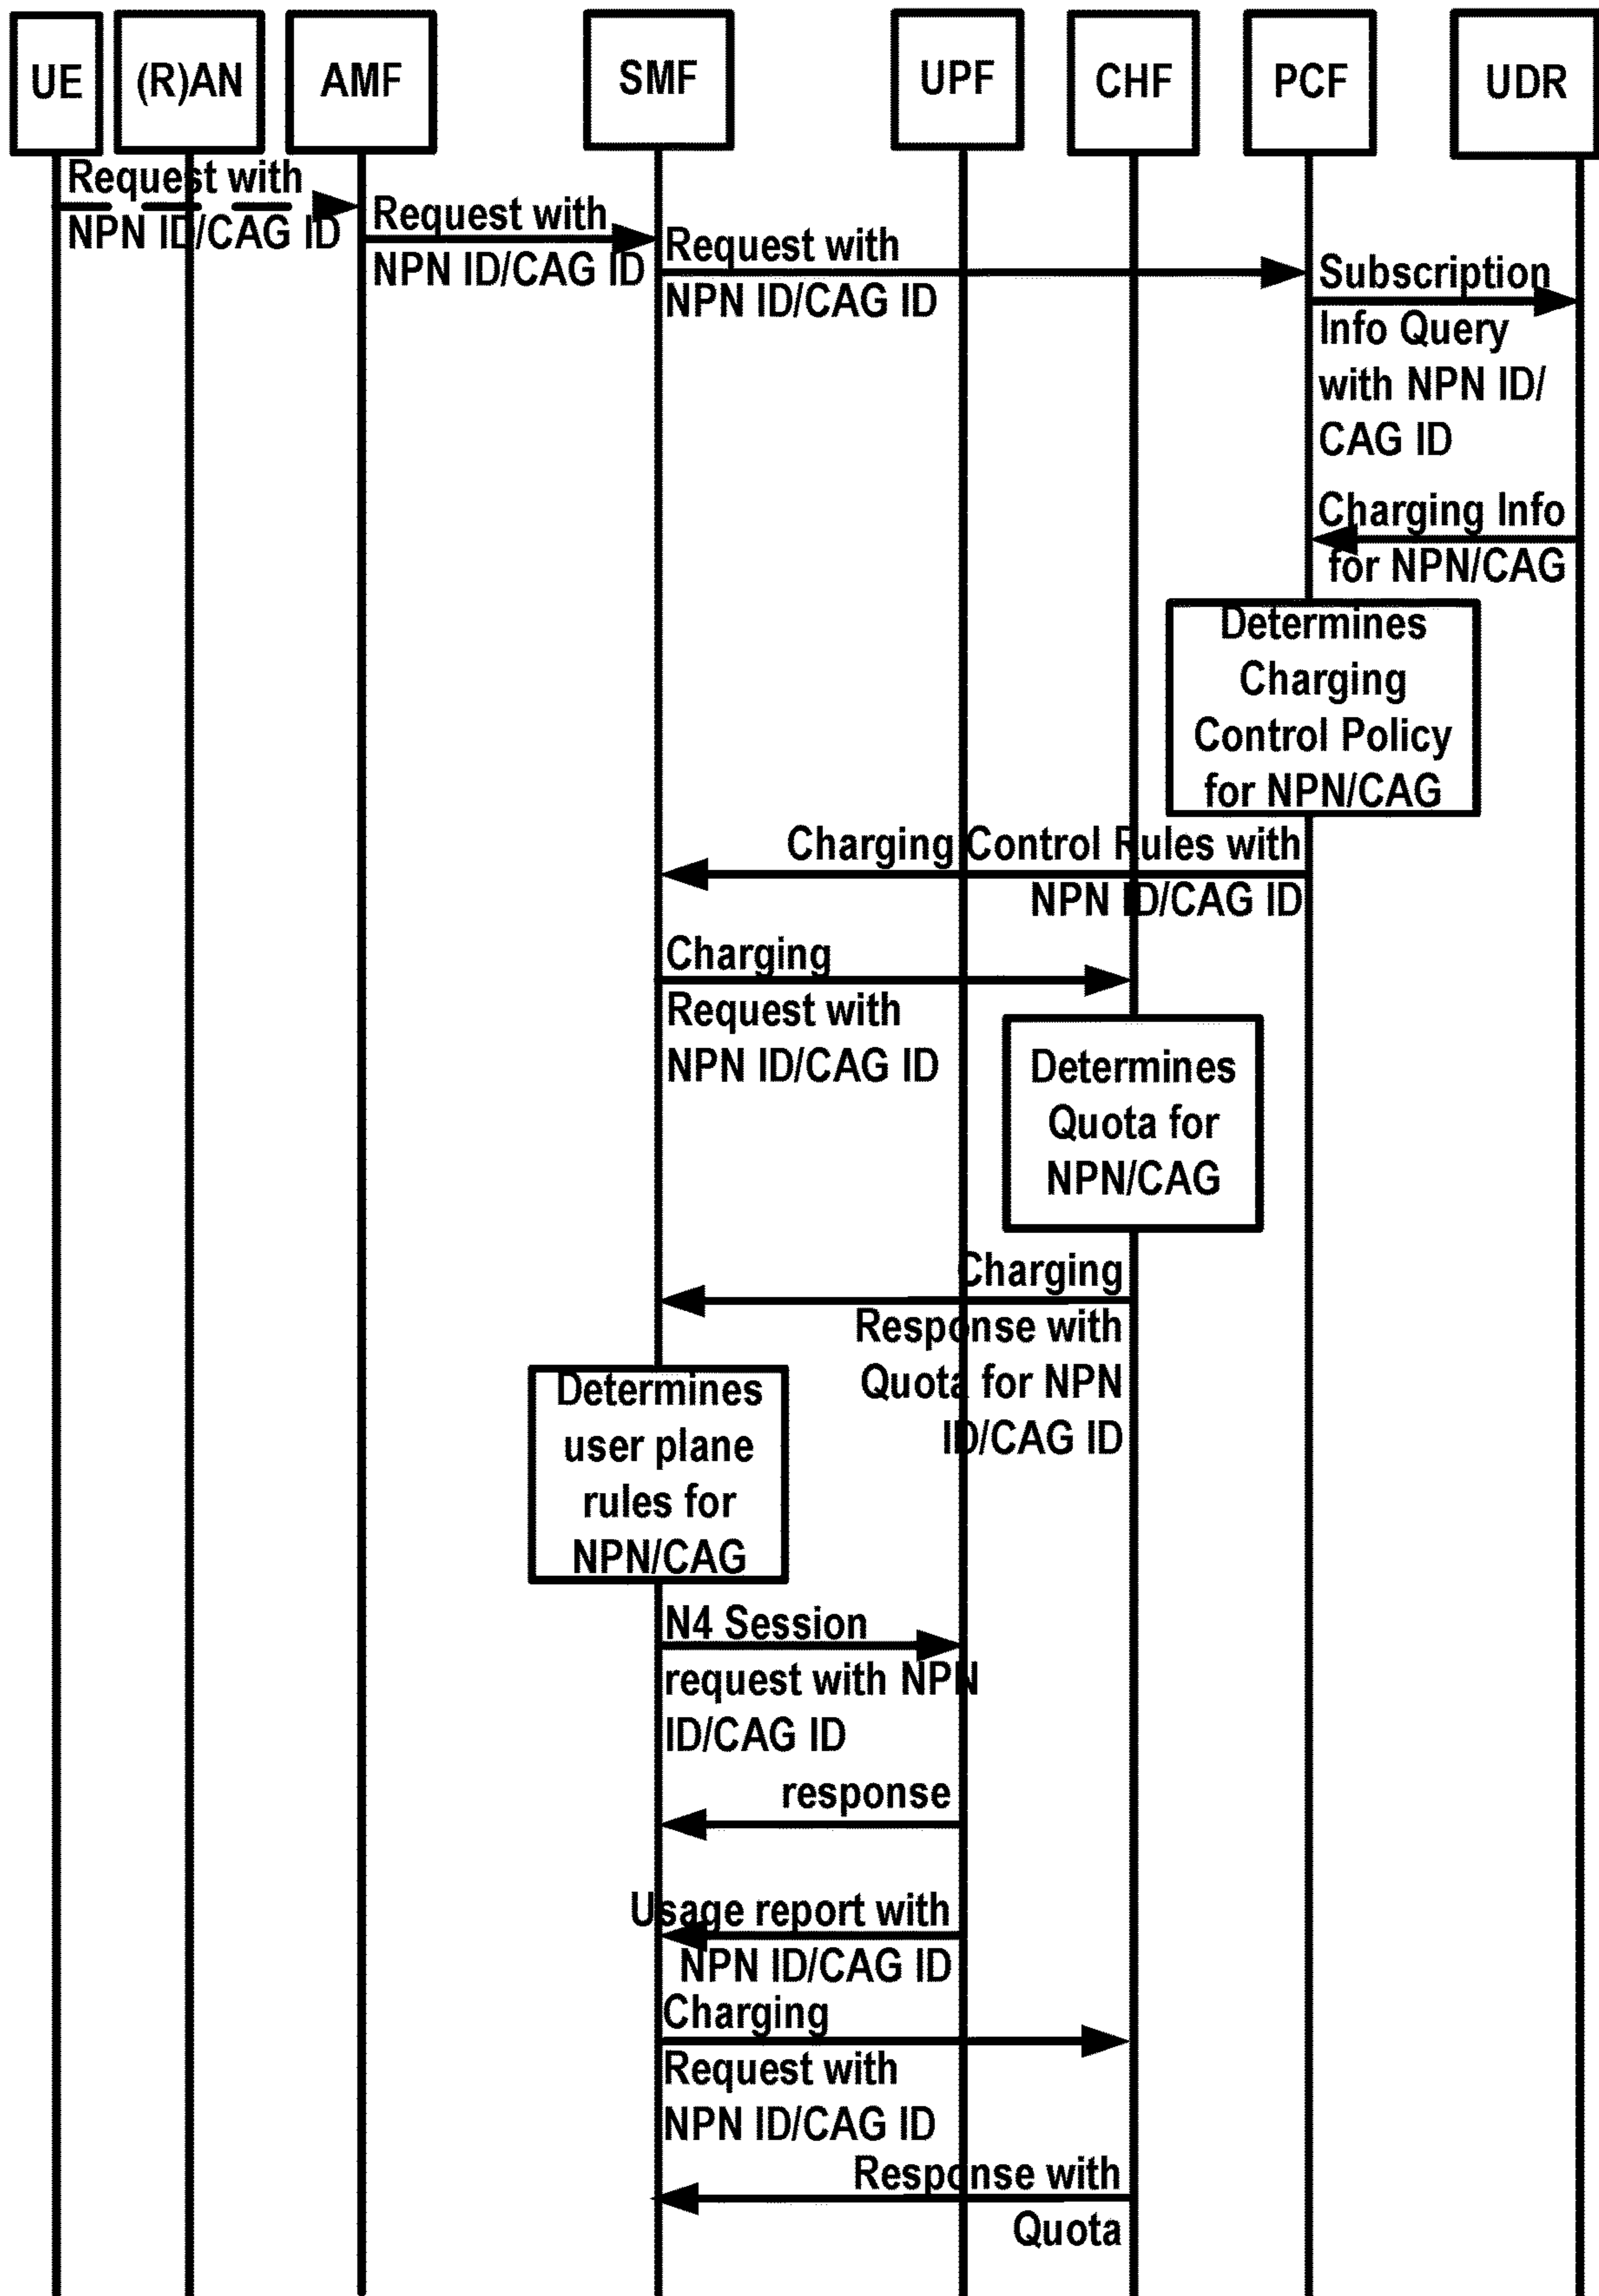 UE
(R)AN
AMF
SMF
UPF
CHF
PCF
UDR
Request with
NPN ID/CAG ID
Request with
NPN ID/CAG ID
Request with
NPN ID/CAG ID
Subscription
Info Query
with NPN ID/
CAG ID
Charging Info
for NPN/CAG
Determines
Charging
Control Policy
for NPN/CAG
Charging Control Rules with
NPN ID/CAG ID
Charging
Request with
NPN ID/CAG ID
Determines
Quota for
NPN/CAG
Charging
Response with
Quota for NPN
ID/CAG ID
Determines
user plane
rules for
NPN/CAG
N4 Session
request with NPN
ID/CAG ID
response
Usage report with
NPN ID/CAG ID
Charging
Request with
NPN ID/CAG ID
Response with
Quota